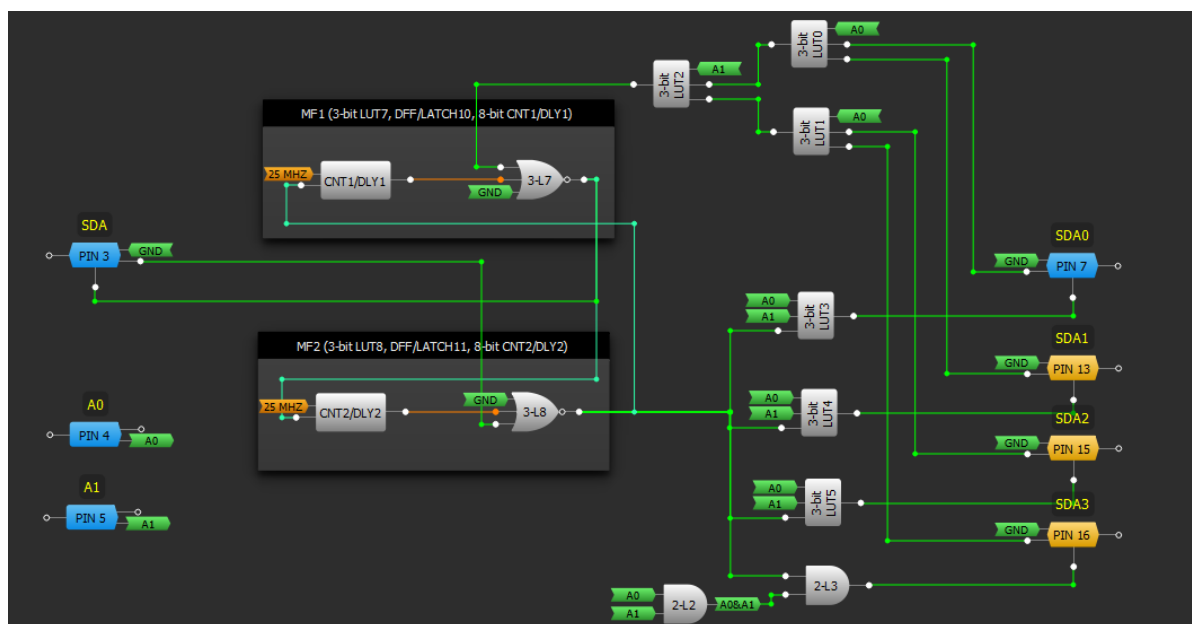 A0
3-bit LUT0
A1
3-bit LUT2
MF1 (3-bit LUT7, DFF/LATCH10, 8-bit CNT1/DLY1)
A0
3-bit LUT1
25 MHZ
CNT1/DLY1
3-L7
GND
SDA
PIN 3
GND
SDA0
GND
PIN 7
A0
A1
3-bit LUT3
MF2 (3-bit LUT8, DFF/LATCH11, 8-bit CNT2/DLY2)
SDA1
GND
PIN 13
25 MHZ
CNT2/DLY2
GND
3-L8
A0
A1
3-bit LUT4
A0
PIN 4
A0
SDA2
GND
PIN 15
A1
PIN 5
A1
A0
A1
3-bit LUT5
SDA3
GND
PIN 16
A0
A1
2-L2
A0&A1
2-L3